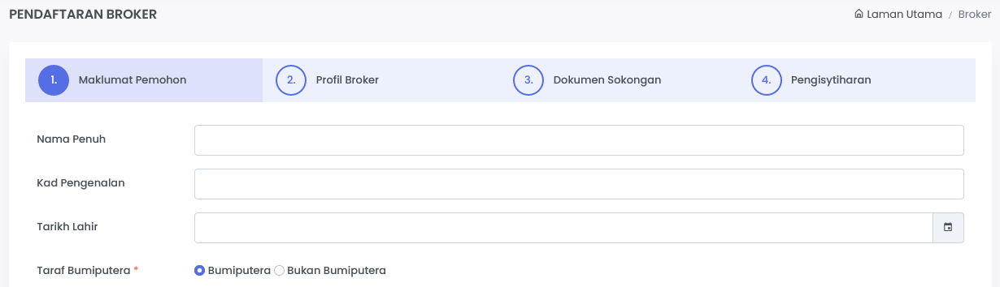 PENDAFTARAN BROKER
Laman Utama / Broker
1. Maklumat Pemohon 2. Profil Broker 3. Dokumen Sokongan 4. Pengisytiharan
Nama Penuh
Kad Pengenalan
Tarikh Lahir
Taraf Bumiputera * Bumiputera Bukan Bumiputera